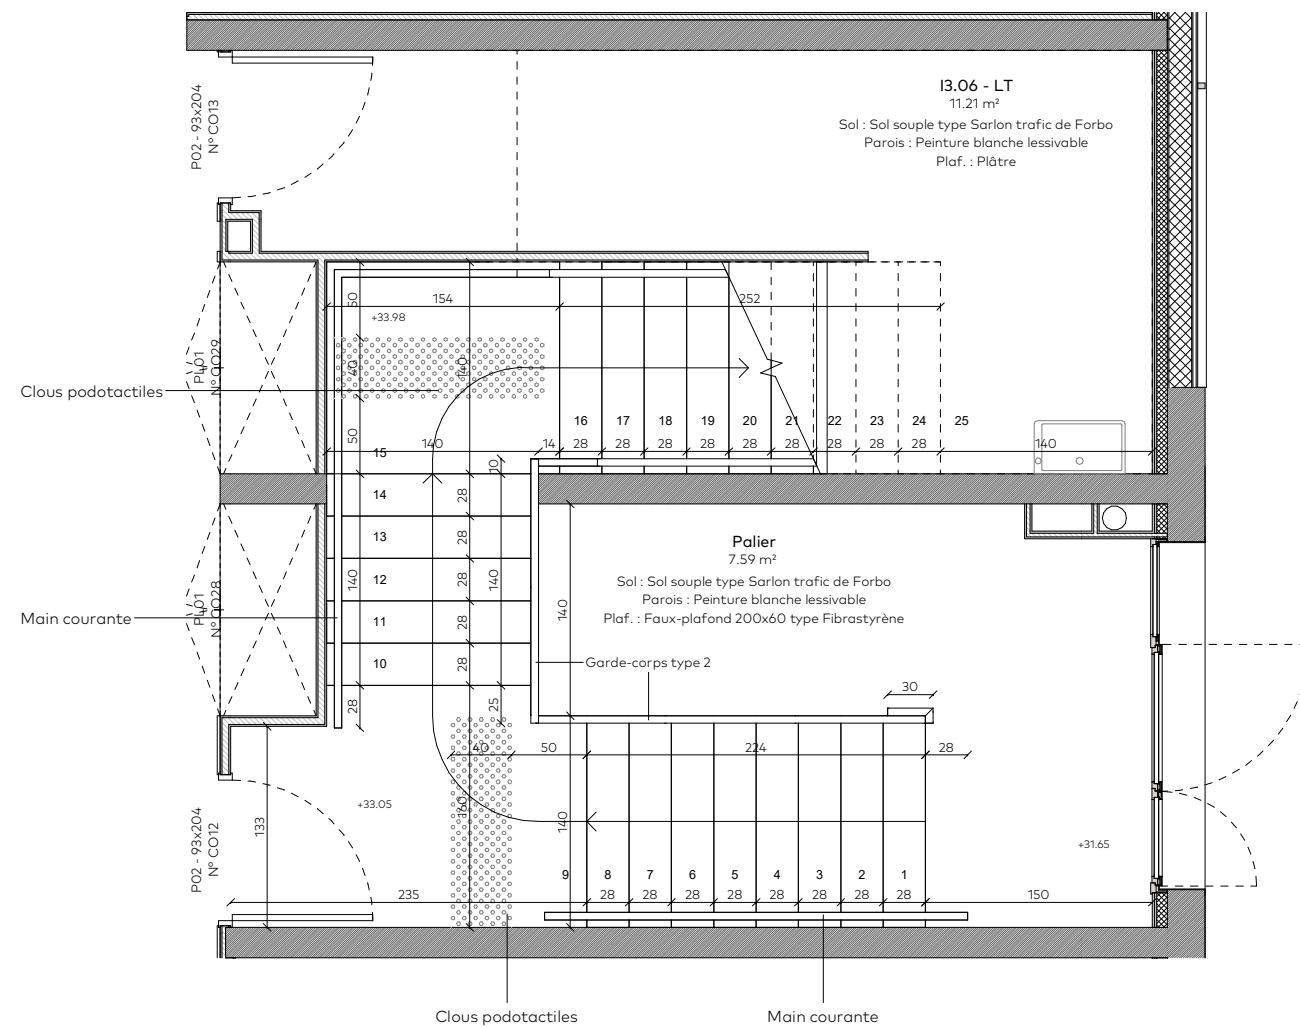 P02 - 93x204
N° CO13
I3.06 - LT
11.21 m²
Sol : Sol souple type Sarlon trafic de Forbo
Parois : Peinture blanche lessivable
Plaf. : Plâtre
50
154
252
+33.98
PL01
N° CO29
40
140
Clous podotactiles
16 17 18 19 20 21 22 23 24 25
50
140
14 28 28 28 28 28 28 28 28 28
140
15
10
14
28
13
28
12
28
11
28
10
28
140
140
140
28
25
Palier
7.59 m²
Sol : Sol souple type Sarlon trafic de Forbo
Parois : Peinture blanche lessivable
Plaf. : Faux-plafond 200x60 type Fibrastyrène
PL01
N° CO28
Main courante
Garde-corps type 2
30
40
50
224
28
+33.05
160
140
133
+31.65
P02 - 93x204
N° CO12
9 8 7 6 5 4 3 2 1
235
28 28 28 28 28 28 28 28
150
Clous podotactiles
Main courante